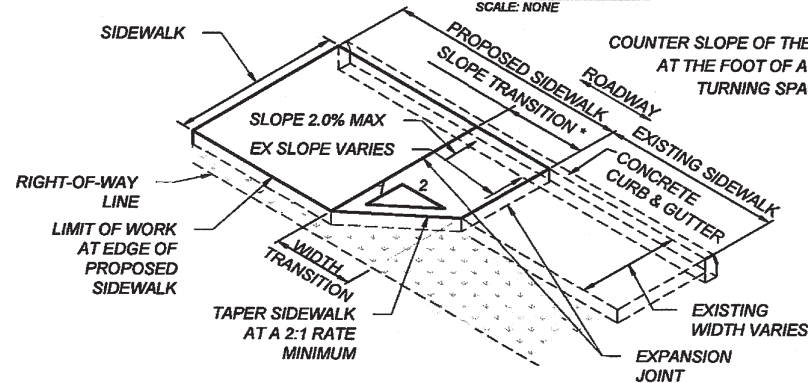 SCALE: NONE
SIDEWALK
PROPOSED SIDEWALK
SLOPE TRANSITION *
ROADWAY
COUNTER SLOPE OF THE
AT THE FOOT OF A
TURNING SPA
SLOPE 2.0% MAX
EX SLOPE VARIES
EXISTING SIDEWALK
CONCRETE
CURB & GUTTER
1
2
RIGHT-OF-WAY
LINE
LIMIT OF WORK
AT EDGE OF
PROPOSED
SIDEWALK
WIDTH
TRANSITION
TAPER SIDEWALK
AT A 2:1 RATE
MINIMUM
EXISTING
WIDTH VARIES
EXPANSION
JOINT